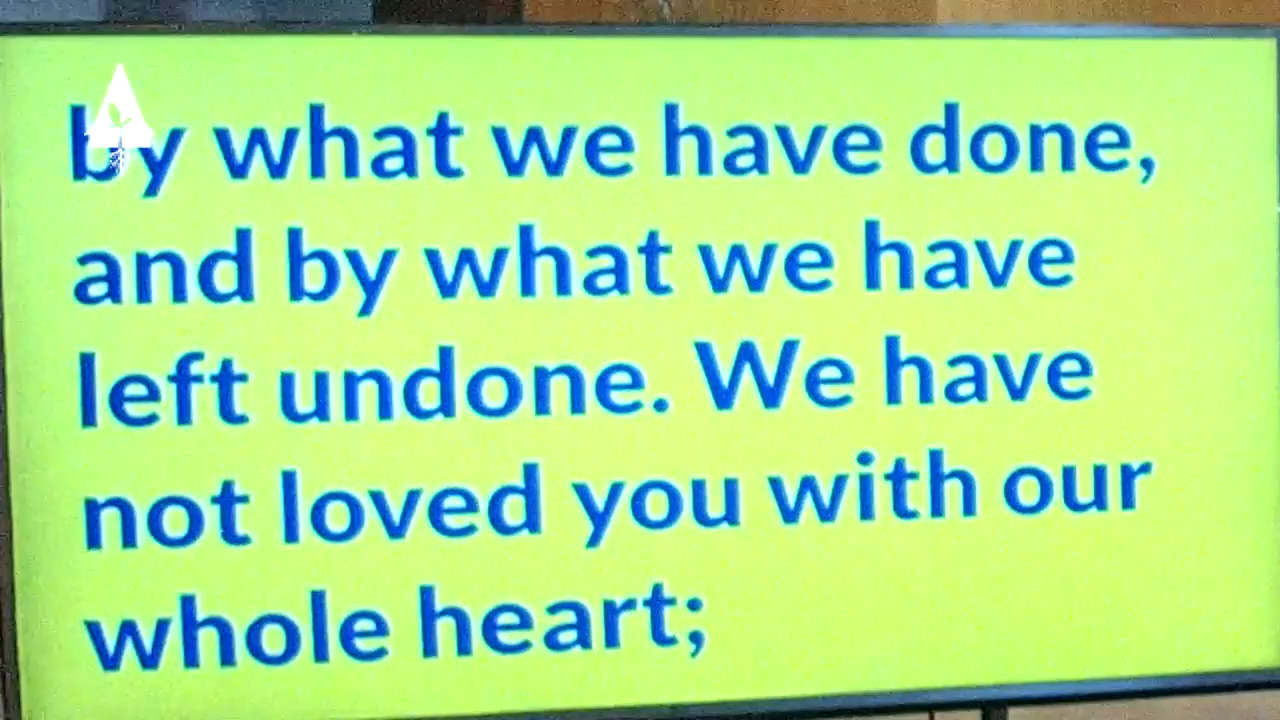 by what we have done,
and by what we have
left undone. We have
not loved you with our
whole heart;